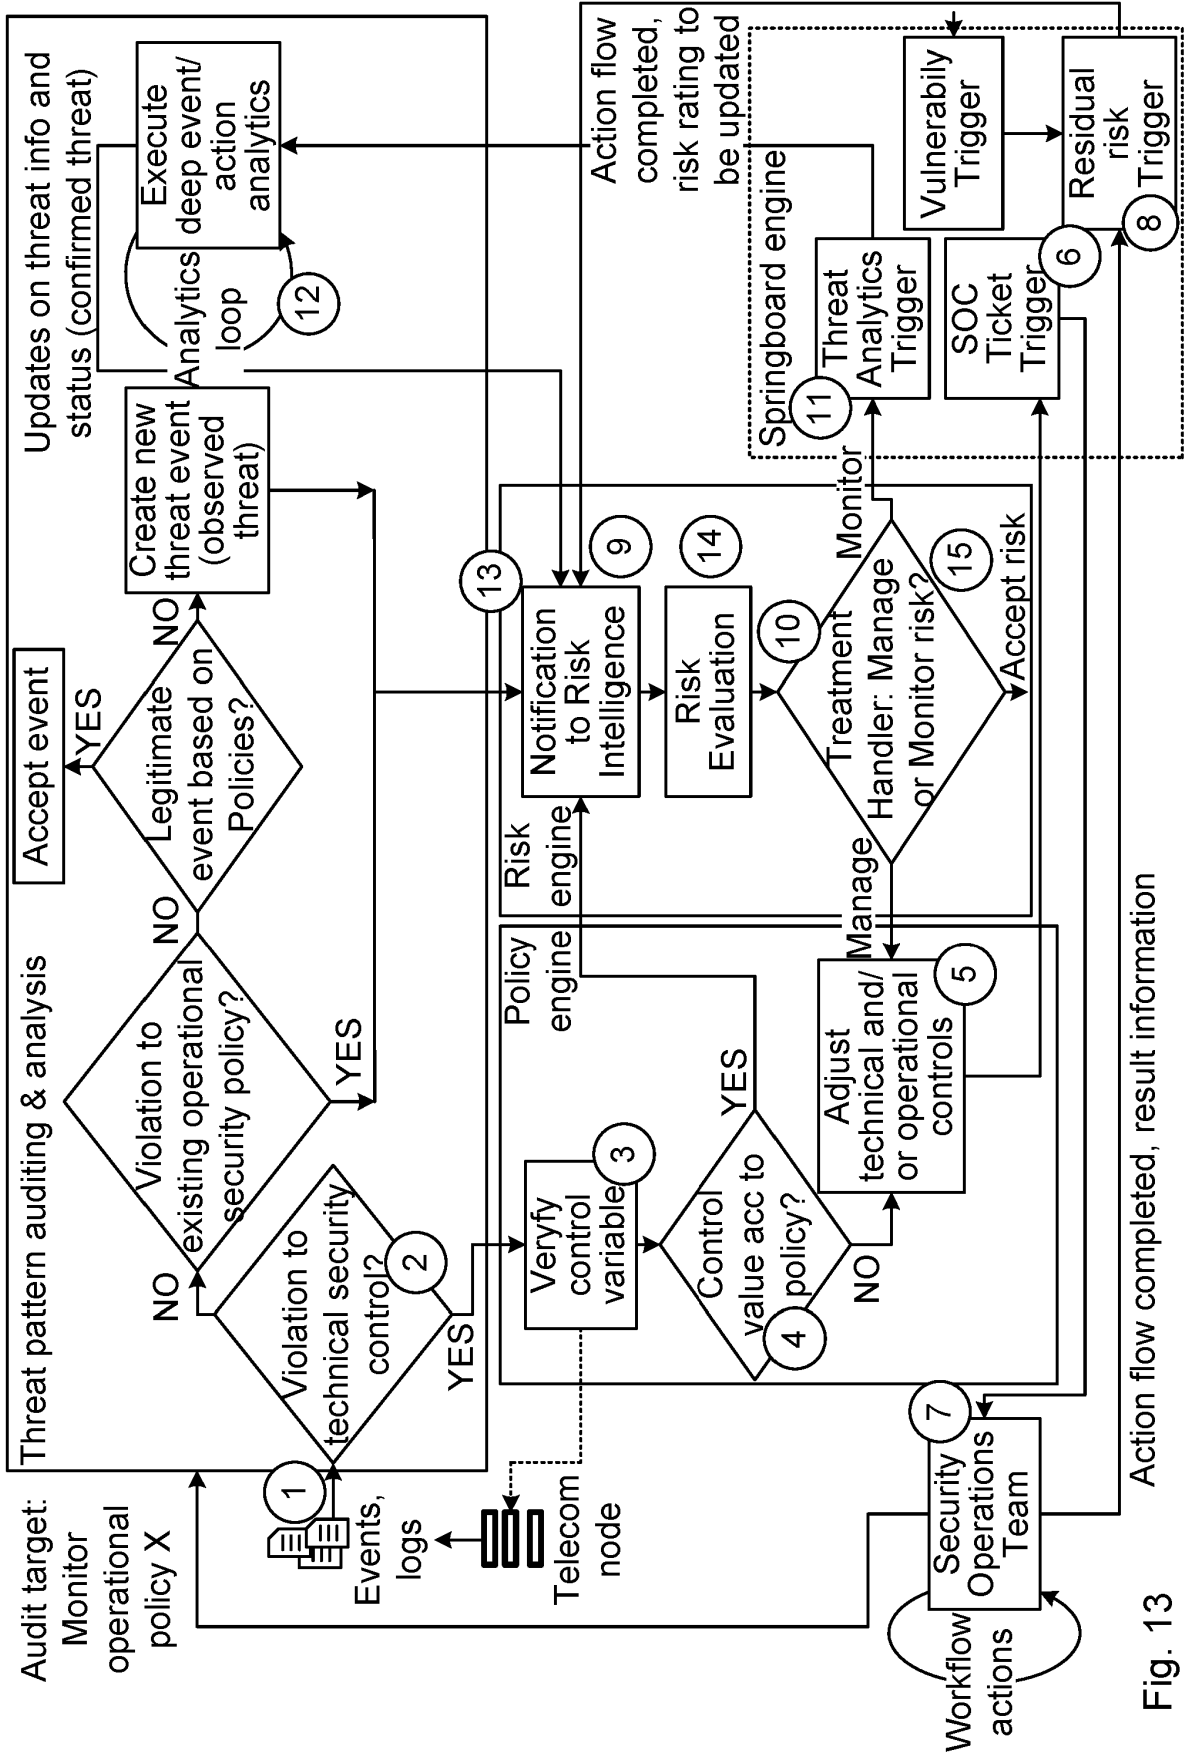 Audit target:
Monitor
operational
policy X
Threat pattern auditing & analysis
1
Events,
logs
Telecom
node
Violation to
technical security
control?
2
NO
YES
Violation to
existing operational
security policy?
NO
YES
Legitimate
event based on
Policies?
YES
NO
Accept event
Create new
threat event
(observed
threat)
Analytics
loop
12
Execute
deep event/
action
analytics
Updates on threat info and
status (confirmed threat)
13
Policy
engine
Veryfy
control
variable
3
Control
value acc to
policy?
4
YES
NO
Adjust
technical and/
or operational
controls
5
Risk
engine
Notification
to Risk
Intelligence
9
Risk
Evaluation
14
10
Treatment
Handler: Manage
or Monitor risk?
15
Manage
Monitor
Accept risk
Action flow
completed,
risk rating to
be updated
Springboard engine
11
Threat
Analytics
Trigger
SOC
Ticket
Trigger
6
Vulnerabily
Trigger
Residual
risk
Trigger
8
7
Security
Operations
Team
Workflow
actions
Action flow completed, result information
Fig. 13